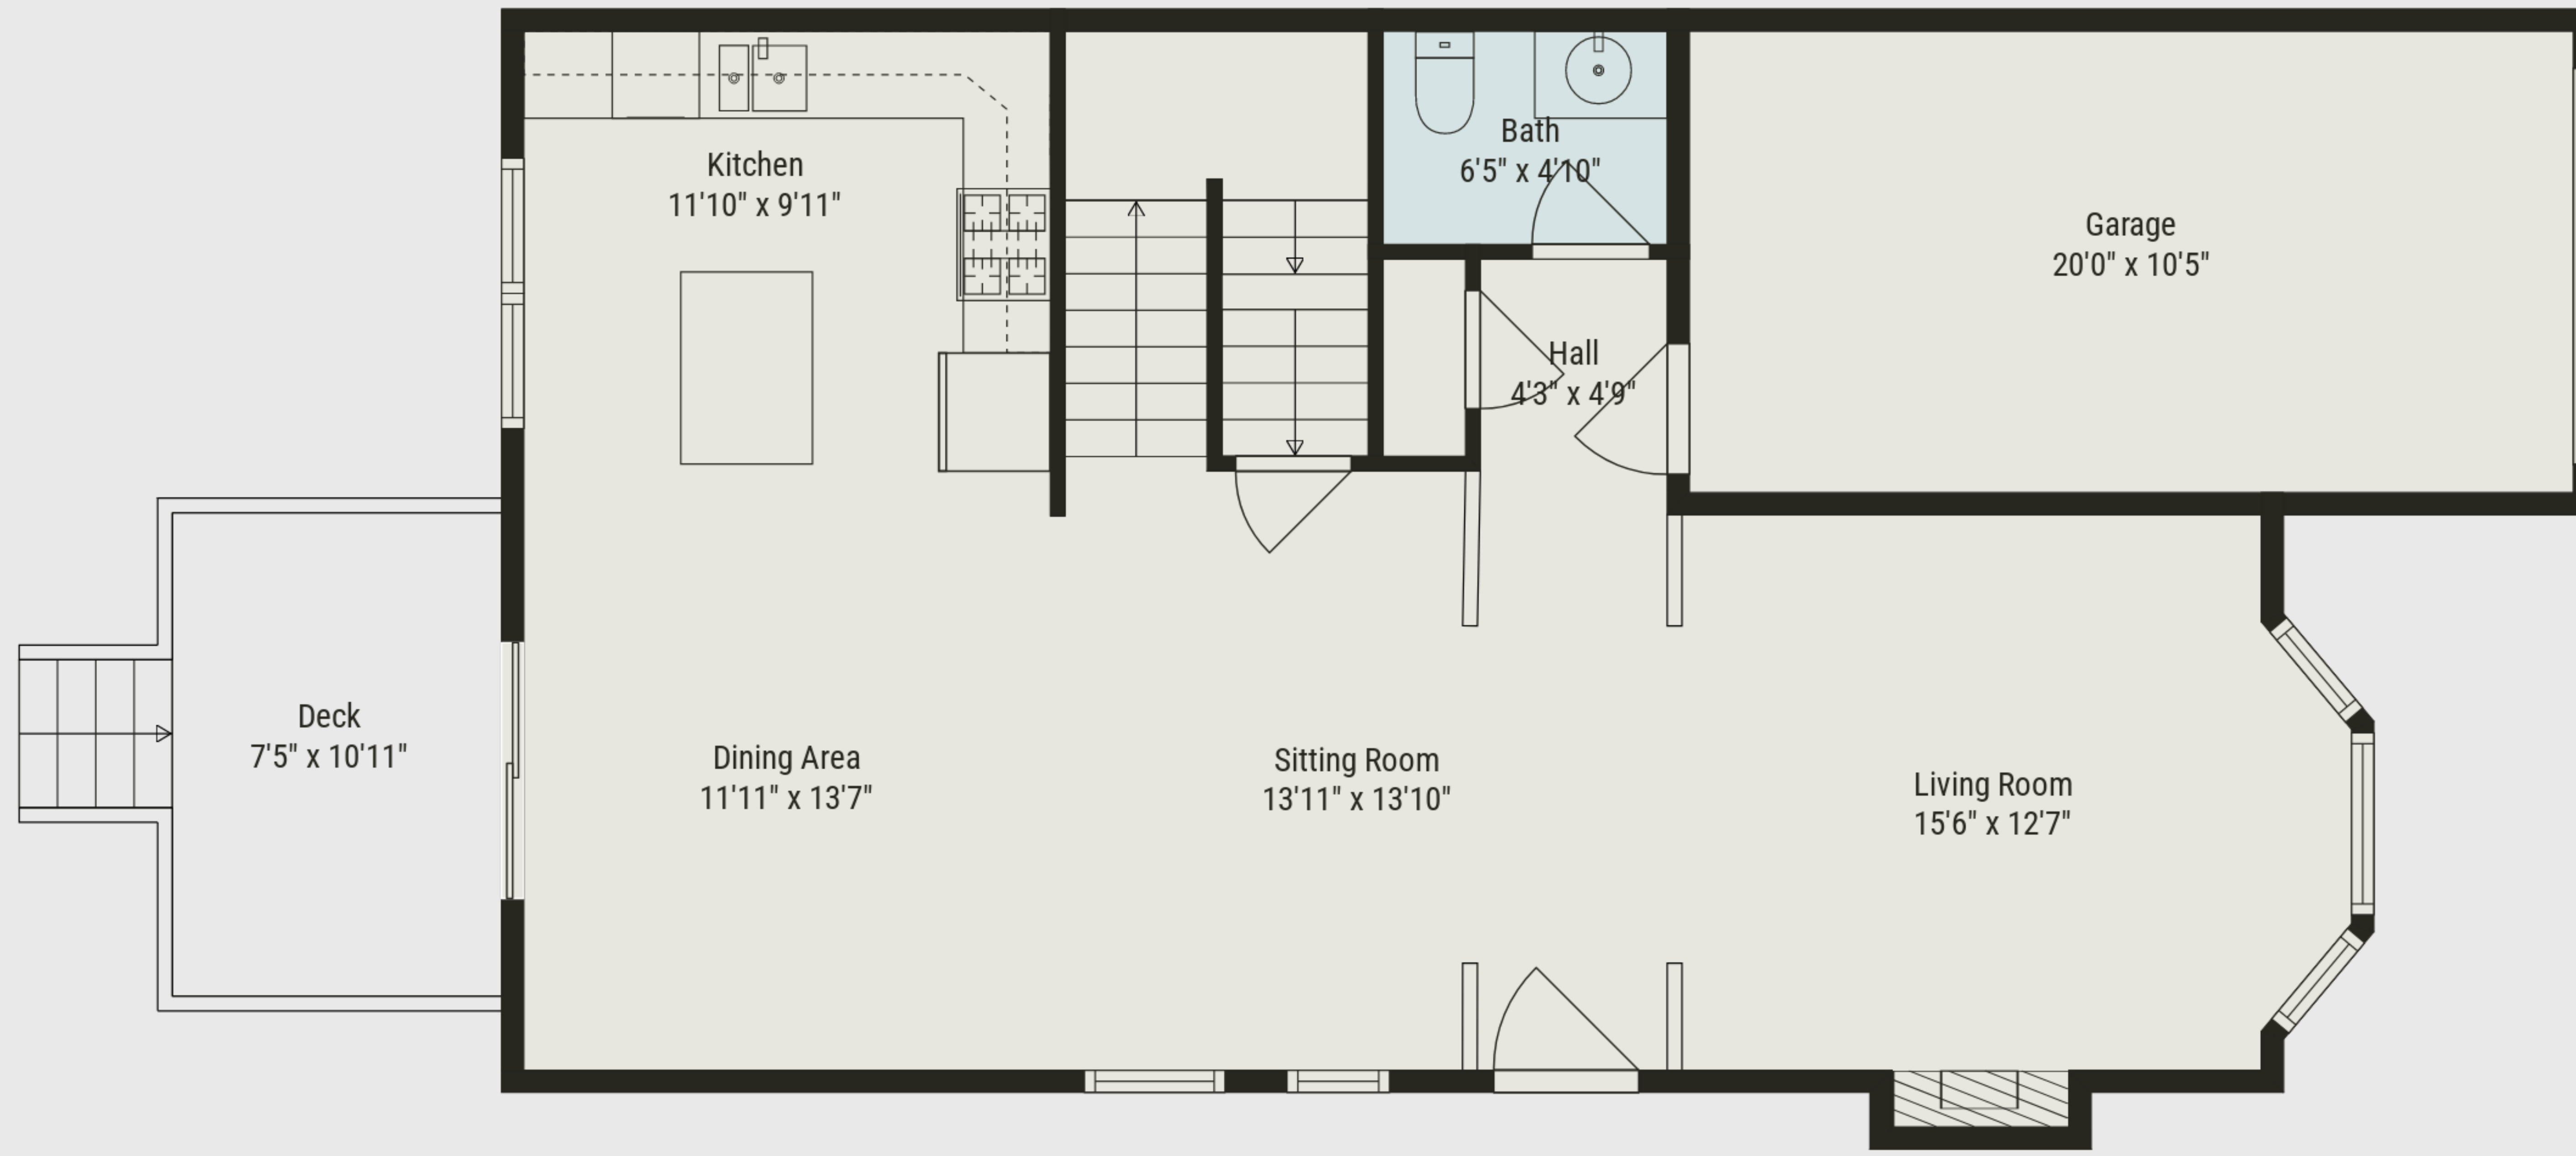 Kitchen
11'10" x 9'11"
Bath
6'5" x 4'10"
Garage
20'0" x 10'5"
Hall
4'3" x 4'9"
Deck
7'5" x 10'11"
Dining Area
11'11" x 13'7"
Sitting Room
13'11" x 13'10"
Living Room
15'6" x 12'7"